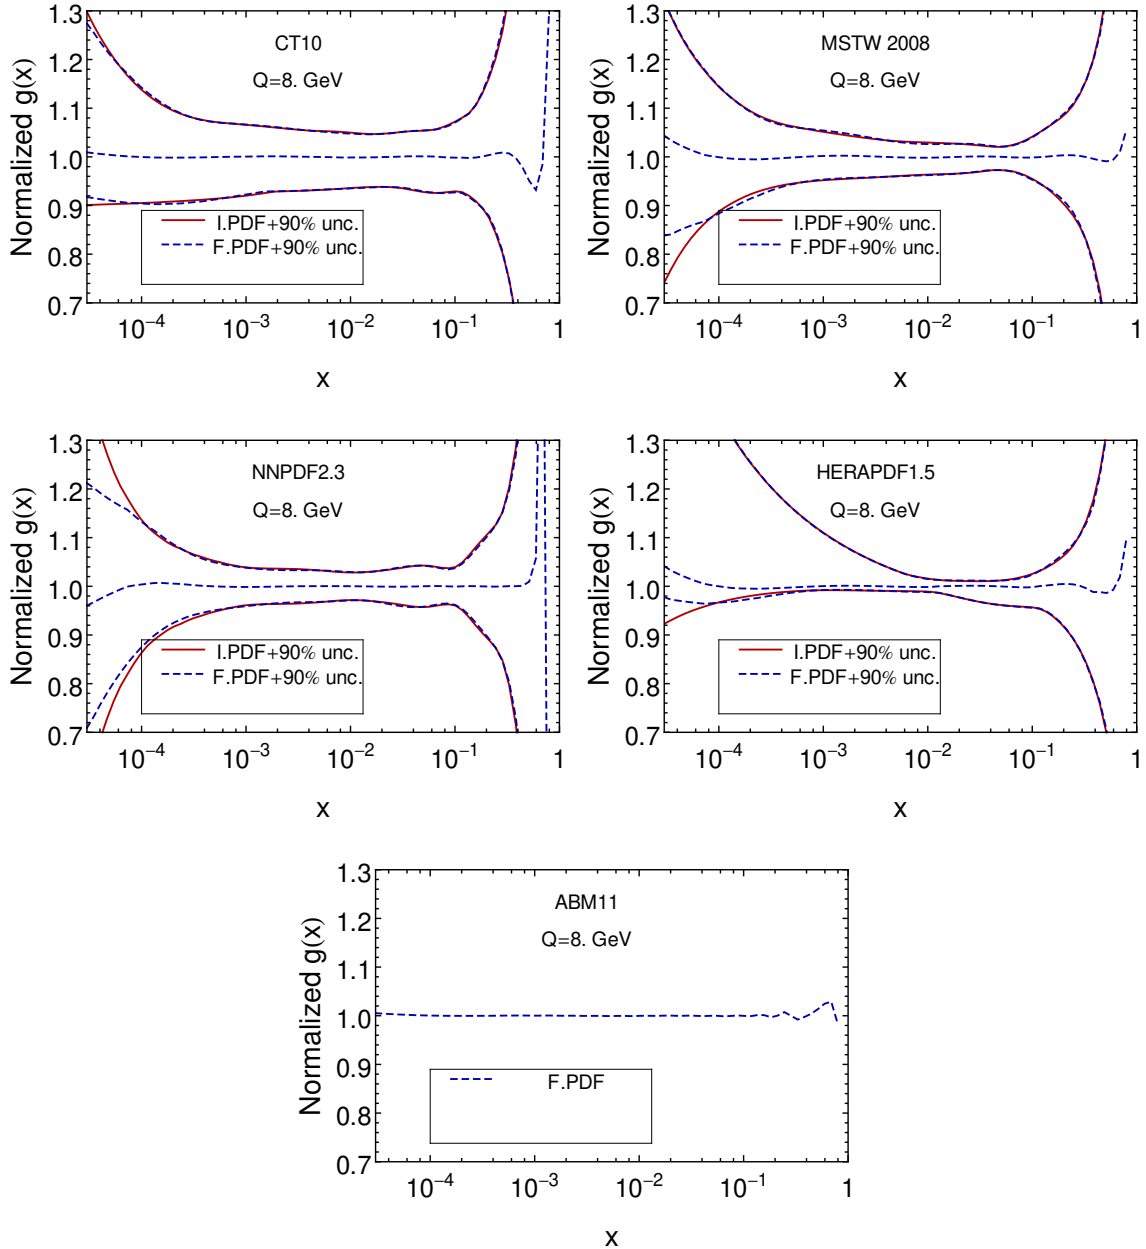 CT10
Q=8. GeV
Normalized g(x)
1.3
1.2
1.1
1.0
0.9
0.8
0.7
I.PDF+90% unc.
F.PDF+90% unc.
10⁻⁴ 10⁻³ 10⁻² 10⁻¹ 1
x
MSTW 2008
Q=8. GeV
Normalized g(x)
1.3
1.2
1.1
1.0
0.9
0.8
0.7
I.PDF+90% unc.
F.PDF+90% unc.
10⁻⁴ 10⁻³ 10⁻² 10⁻¹ 1
x
NNPDF2.3
Q=8. GeV
Normalized g(x)
1.3
1.2
1.1
1.0
0.9
0.8
0.7
I.PDF+90% unc.
F.PDF+90% unc.
10⁻⁴ 10⁻³ 10⁻² 10⁻¹ 1
x
HERAPDF1.5
Q=8. GeV
Normalized g(x)
1.3
1.2
1.1
1.0
0.9
0.8
0.7
I.PDF+90% unc.
F.PDF+90% unc.
10⁻⁴ 10⁻³ 10⁻² 10⁻¹ 1
x
ABM11
Q=8. GeV
Normalized g(x)
1.3
1.2
1.1
1.0
0.9
0.8
0.7
F.PDF
10⁻⁴ 10⁻³ 10⁻² 10⁻¹ 1
x